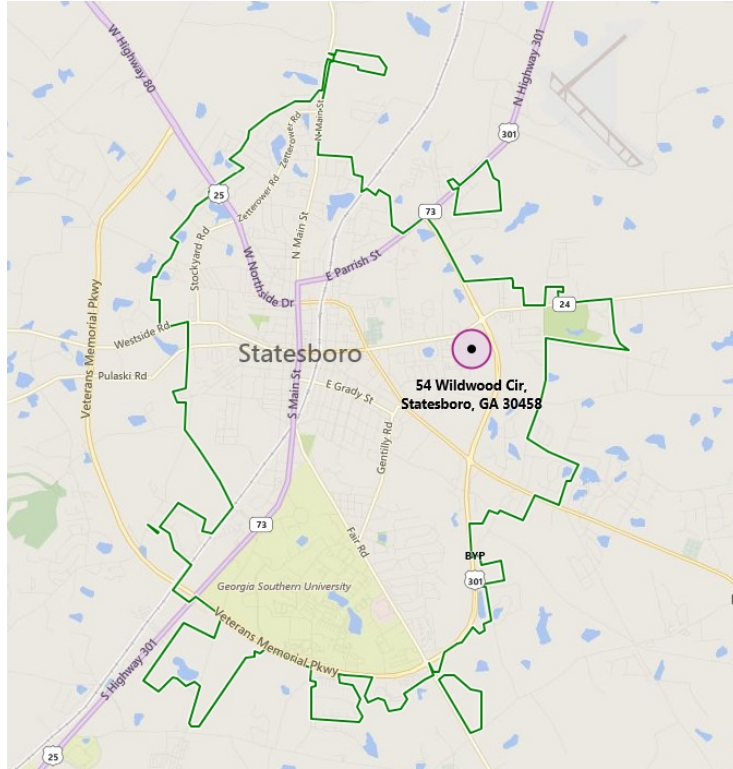 W Highway 80
N Highway 301
N Main St
Zetterower Rd
301
25
Zetterower Rd
73
Stockyard Rd
N Main St
E Parrish St
W Northside Dr
24
Veterans Memorial Pkwy
Westside Rd
Statesboro
Pulaski Rd
54 Wildwood Cir,
Statesboro, GA 30458
E Grady St
S Main St
Gentilly Rd
73
Fair Rd
BYP
301
Georgia Southern University
Veterans Memorial Pkwy
S Highway 301
25